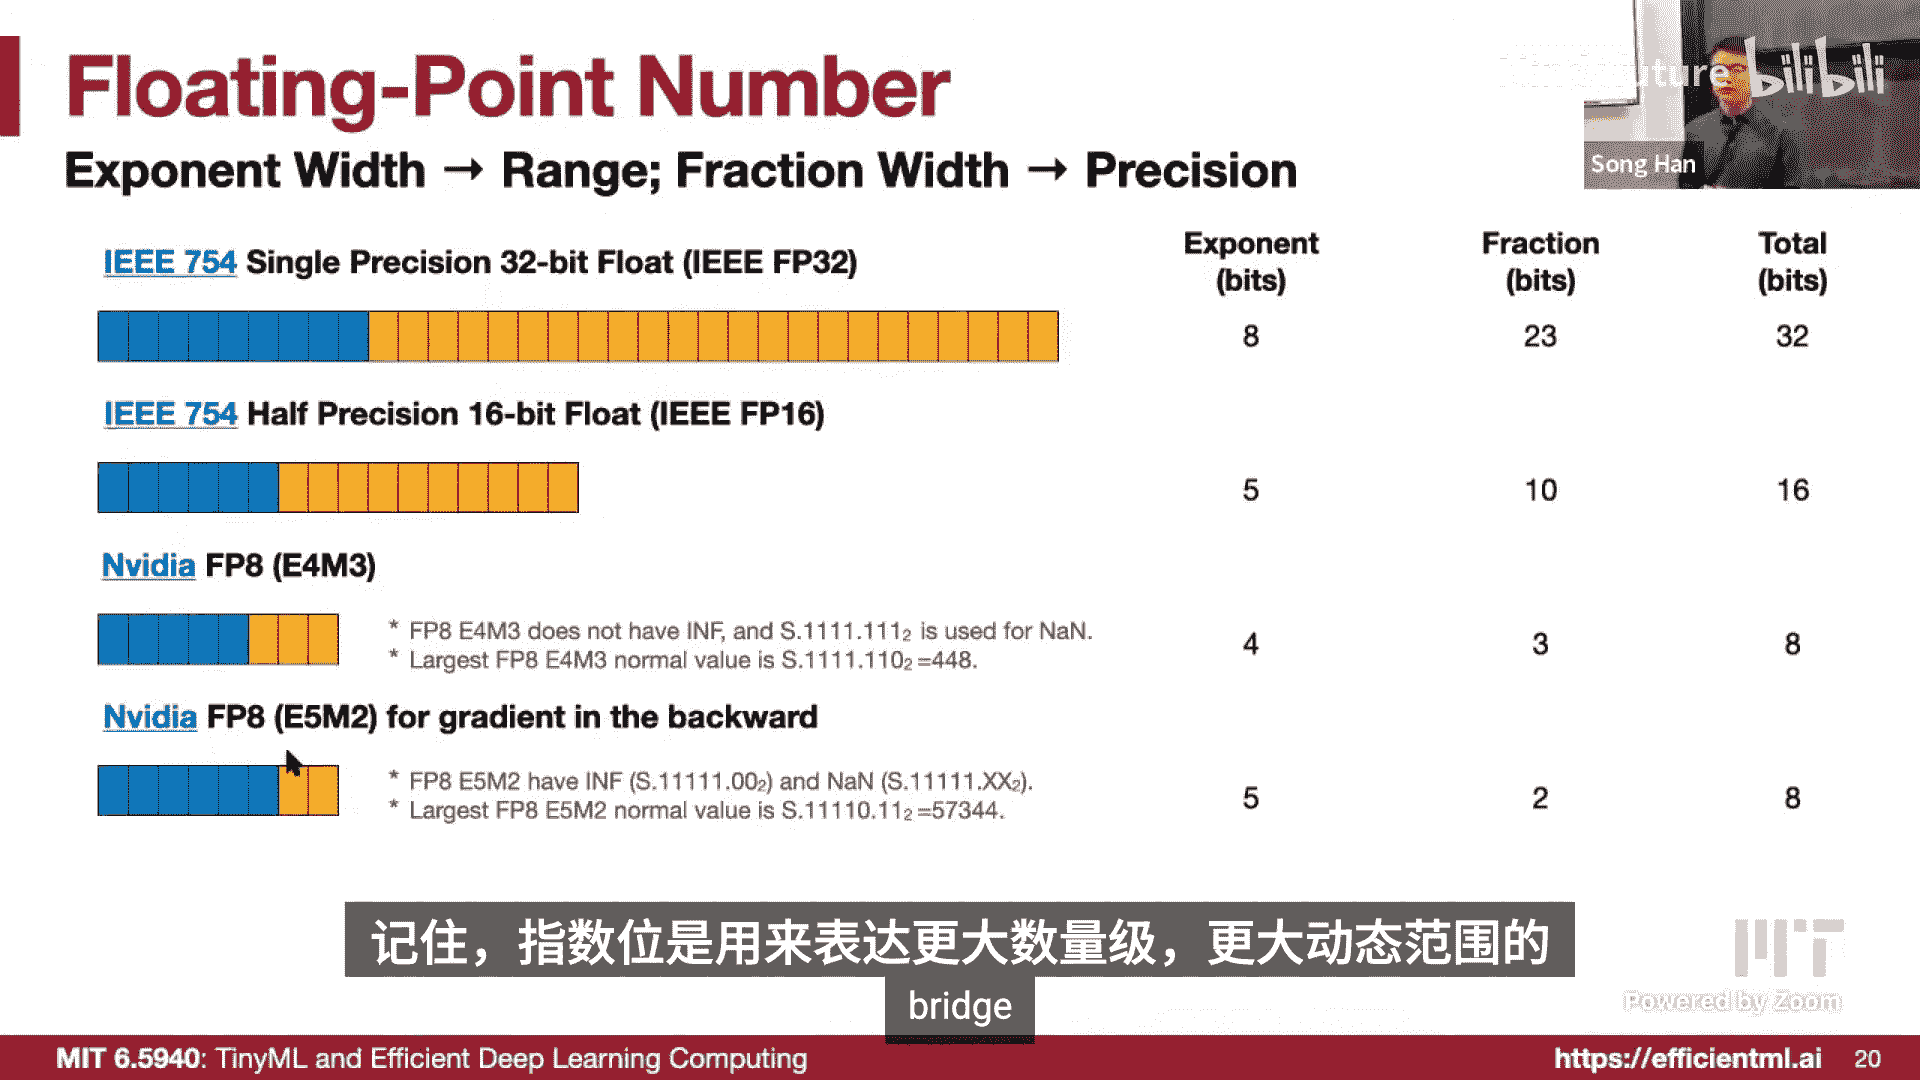 Floating-Point Number
bilibili
Song Han
Exponent Width → Range; Fraction Width → Precision
Exponent (bits)
Fraction (bits)
Total (bits)
IEEE 754 Single Precision 32-bit Float (IEEE FP32)
8 23 32
IEEE 754 Half Precision 16-bit Float (IEEE FP16)
5 10 16
Nvidia FP8 (E4M3)
* FP8 E4M3 does not have INF, and S.1111.111₂ is used for NaN.
* Largest FP8 E4M3 normal value is S.1111.110₂ =448.
4 3 8
Nvidia FP8 (E5M2) for gradient in the backward
* FP8 E5M2 have INF (S.11111.00₂) and NaN (S.11111.XX₂).
* Largest FP8 E5M2 normal value is S.11110.11₂ =57344.
5 2 8
记住，指数位是用来表达更大数量级，更大动态范围的
bridge
MIT
Powered by Zoom
MIT 6.5940: TinyML and Efficient Deep Learning Computing
https://efficientml.ai 20